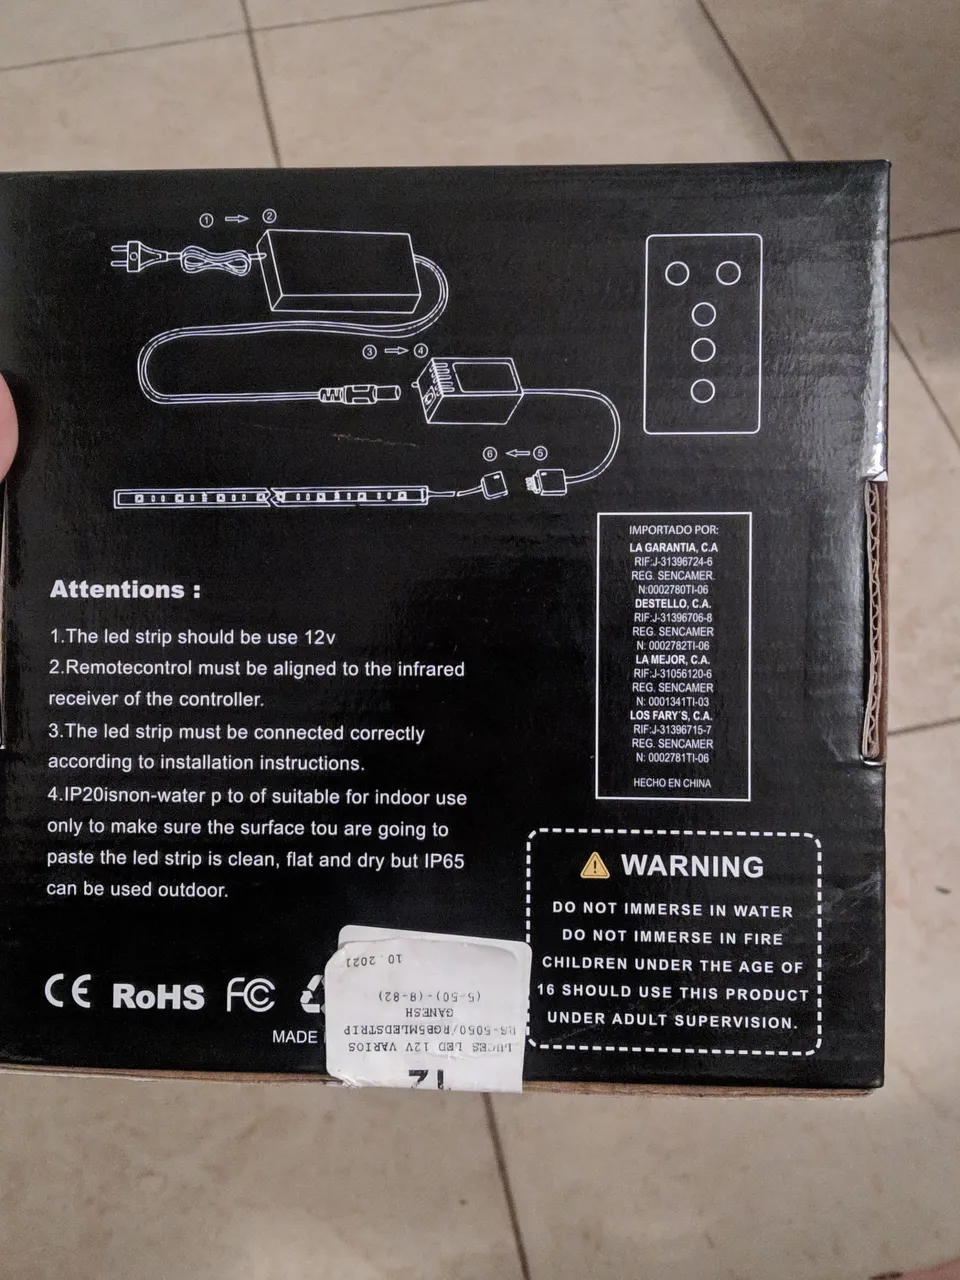 1 → 2
3 → 4
6 ← 5
Attentions :
1.The led strip should be use 12v
2.Remotecontrol must be aligned to the infrared
receiver of the controller.
3.The led strip must be connected correctly
according to installation instructions.
4.IP20isnon-water p to of suitable for indoor use
only to make sure the surface tou are going to
paste the led strip is clean, flat and dry but IP65
can be used outdoor.
IMPORTADO POR:
LA GARANTIA, C.A
RIF:J-31396724-6
REG. SENCAMER.
N:0002780TI-06
DESTELLO, C.A.
RIF:J-31396706-8
REG. SENCAMER
N: 0002782TI-06
LA MEJOR, C.A.
RIF:J-31056120-6
REG. SENCAMER
N: 0001341TI-03
LOS FARY´S, C.A.
RIF:J-31396715-7
REG. SENCAMER
N: 0002781TI-06
HECHO EN CHINA
WARNING
DO NOT IMMERSE IN WATER
DO NOT IMMERSE IN FIRE
CHILDREN UNDER THE AGE OF
16 SHOULD USE THIS PRODUCT
UNDER ADULT SUPERVISION.
CE RoHS FC
MADE
LUCES LED 12V VARIOS
RS-5050/RGB5MLEDSTRIP
GANESH
(5-50)-(8-82)
10.2021